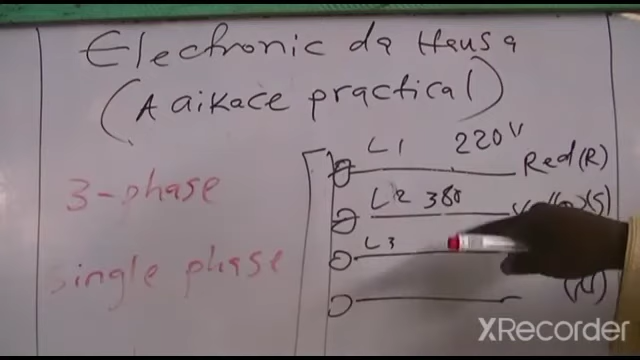 Electronic da Hausa
(A aikace practical)
L1 220V Red(R)
3-phase
L2 380 (S)
L3
single phase
XRecorder